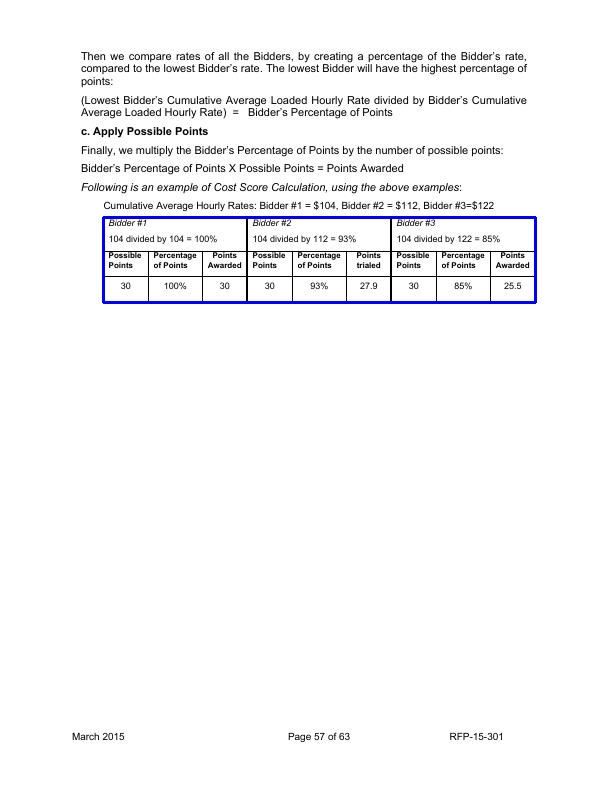 Then we compare rates of all the Bidders, by creating a percentage of the Bidder's rate,
compared to the lowest Bidder's rate. The lowest Bidder will have the highest percentage of
points:
(Lowest Bidder's Cumulative Average Loaded Hourly Rate divided by Bidder's Cumulative
Average Loaded Hourly Rate) = Bidder's Percentage of Points
c. Apply Possible Points
Finally, we multiply the Bidder's Percentage of Points by the number of possible points:
Bidder's Percentage of Points X Possible Points = Points Awarded
Following is an example of Cost Score Calculation, using the above examples:
Cumulative Average Hourly Rates: Bidder #1 = $104, Bidder #2 = $112, Bidder #3=$122
Bidder #1 Bidder #2 Bidder #3
104 divided by 104 = 100% 104 divided by 112 = 93% 104 divided by 122 = 85%
Possible Percentage Points Possible Percentage Points Possible Percentage Points
Points of Points Awarded Points of Points trialed Points of Points Awarded
30 100% 30 30 93% 27.9 30 85% 25.5
March 2015 Page 57 of 63 RFP-15-301